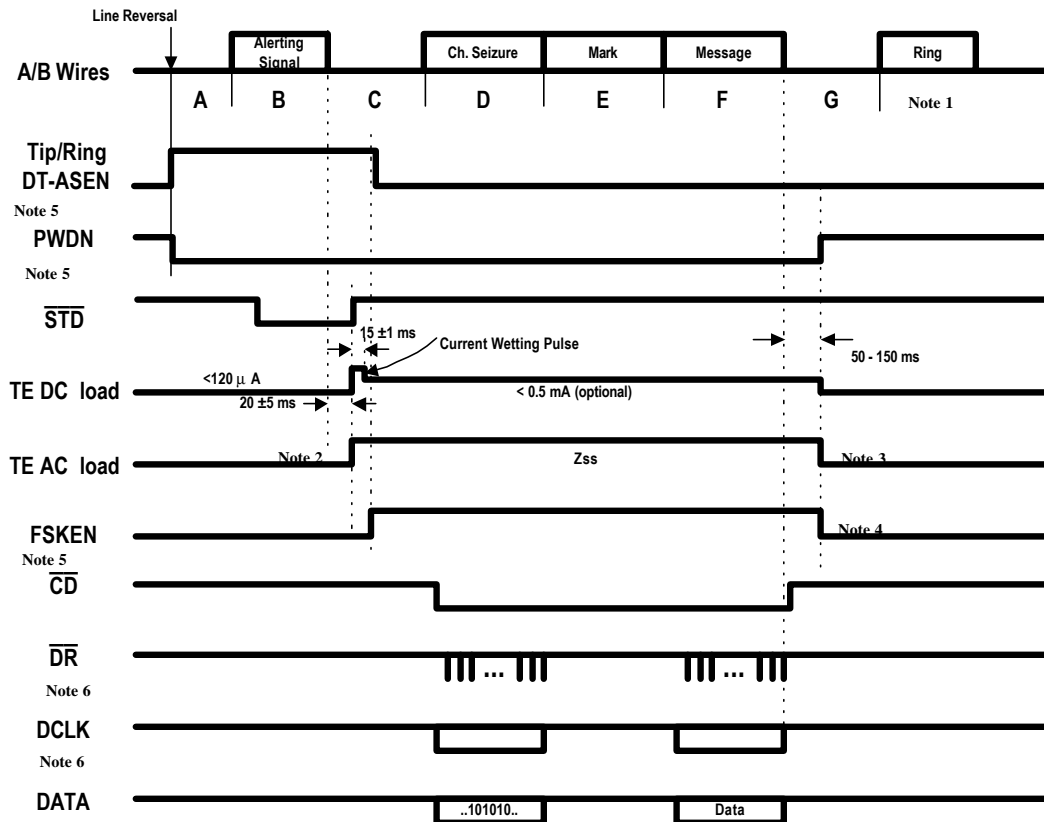 Line Reversal
Alerting
Signal
Ch. Seizure
Mark
Message
Ring
A/B Wires
A
B
C
D
E
F
G
Note 1
Tip/Ring
DT-ASEN
Note 5
PWDN
Note 5
STD
15 ±1 ms
Current Wetting Pulse
50 - 150 ms
<120 μ A
TE DC load
< 0.5 mA (optional)
20 ±5 ms
Note 2
Zss
Note 3
TE AC load
FSKEN
Note 4
Note 5
CD
DR
...
...
Note 6
DCLK
Note 6
DATA
..101010..
Data